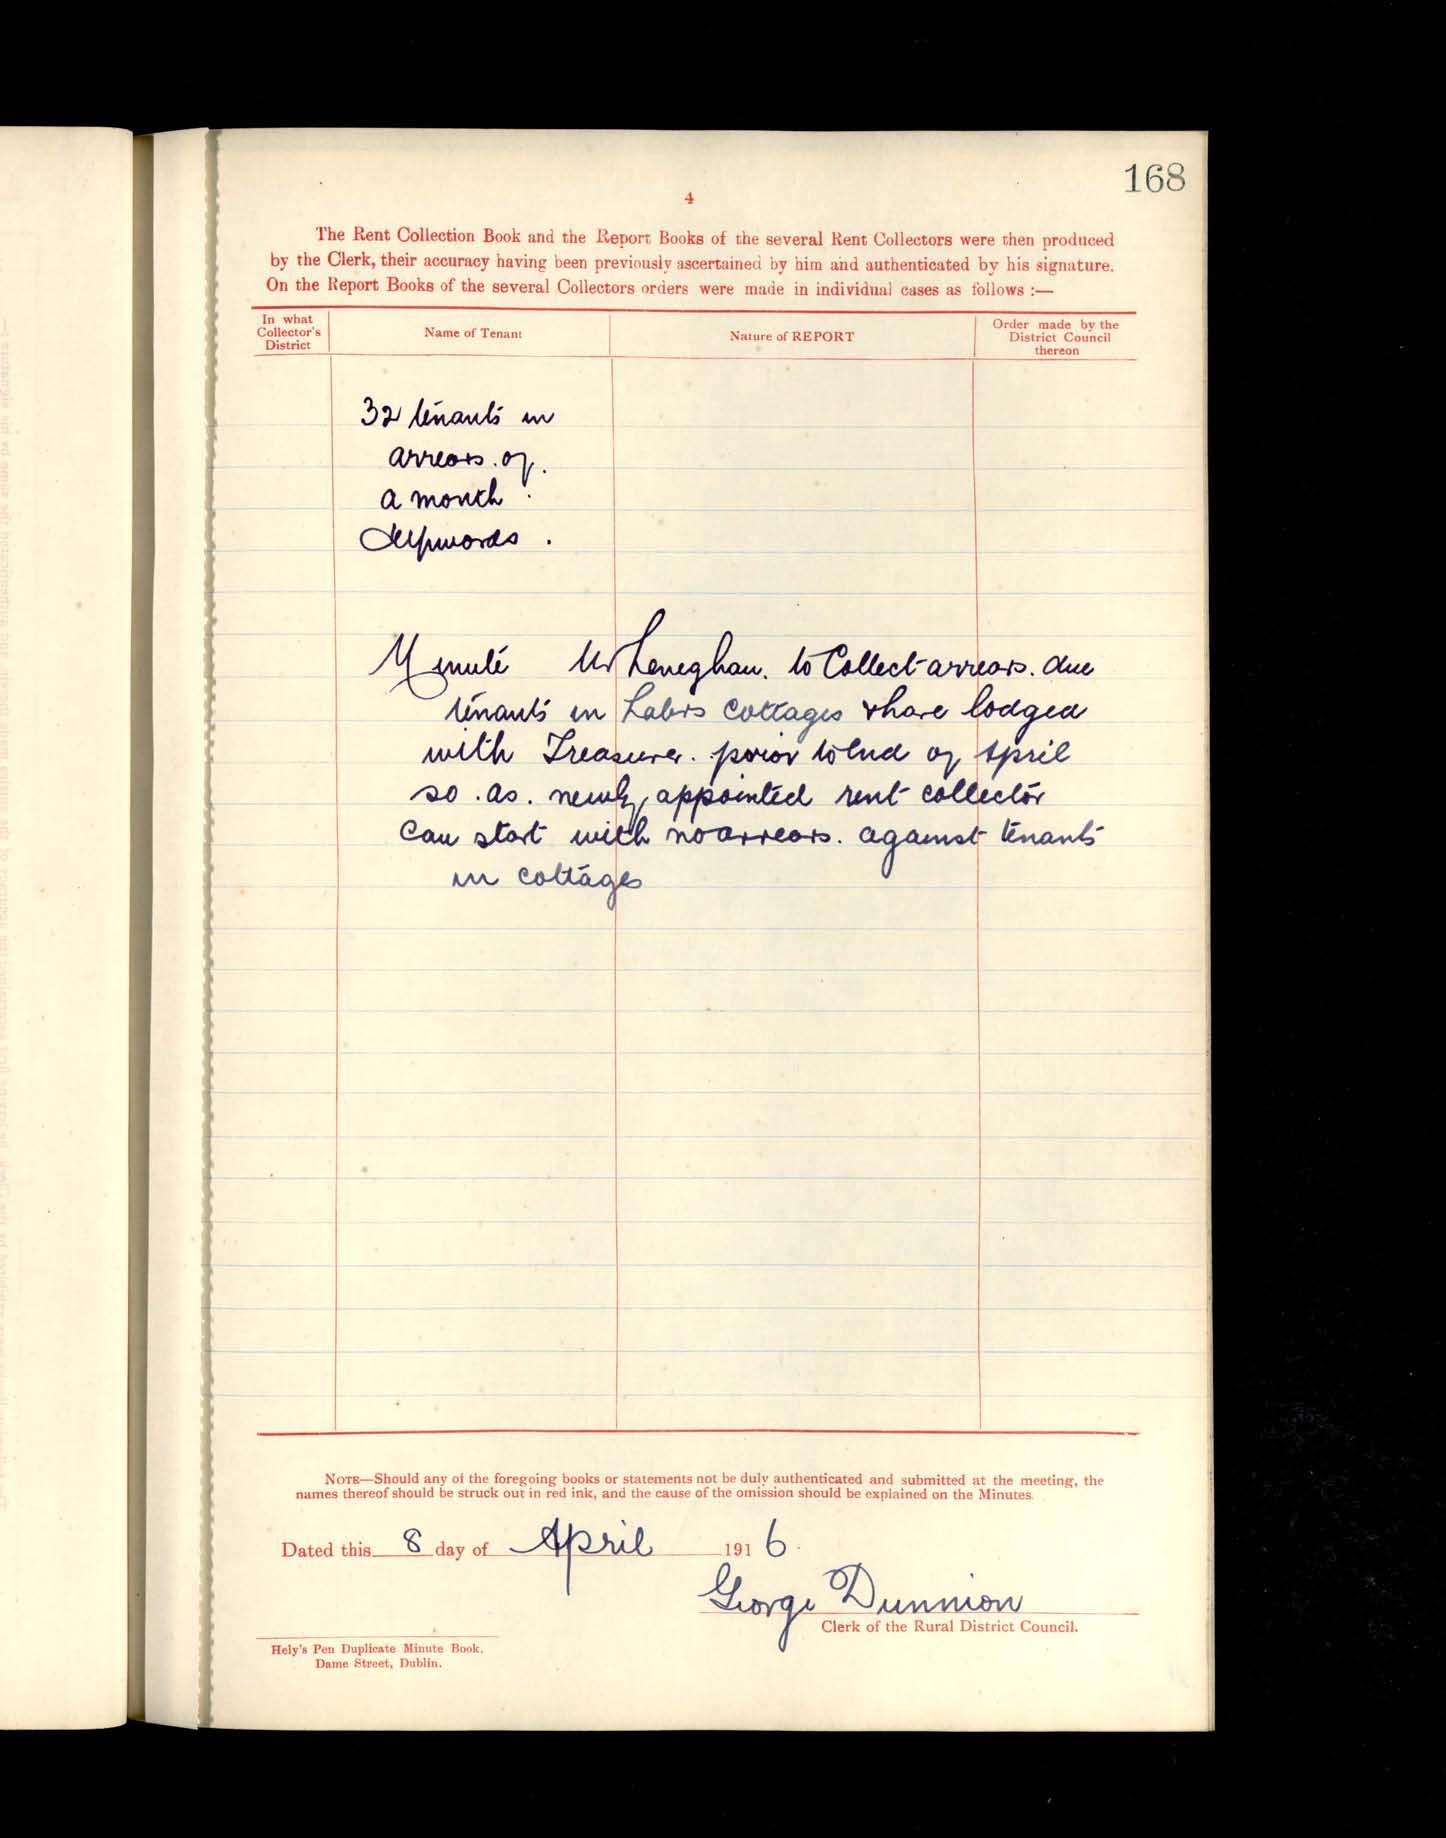 168
4
The Rent Collection Book and the Report Books of the several Rent Collectors were then produced
by the Clerk, their accuracy having been previously ascertained by him and authenticated by his signature.
On the Report Books of the several Collectors orders were made in individual cases as follows :—
In what
Collector's
District
Name of Tenant
Nature of REPORT
Order made by the
District Council
thereon
32 tenants in
arrears of
a month
& upwards.
Minute Mr Heneghan. to Collect arrears. due
tenants in Labrs Cottages & have lodged
with Treasurer. prior to End of April
so. as. newly appointed rent collector
Can start with no arrears. against tenants
in cottages
NOTE—Should any of the foregoing books or statements not be duly authenticated and submitted at the meeting, the
names thereof should be struck out in red ink, and the cause of the omission should be explained on the Minutes.
Dated this 8 day of April 1916.
George Dunnion
Clerk of the Rural District Council.
Hely's Pen Duplicate Minute Book.
Dame Street, Dublin.